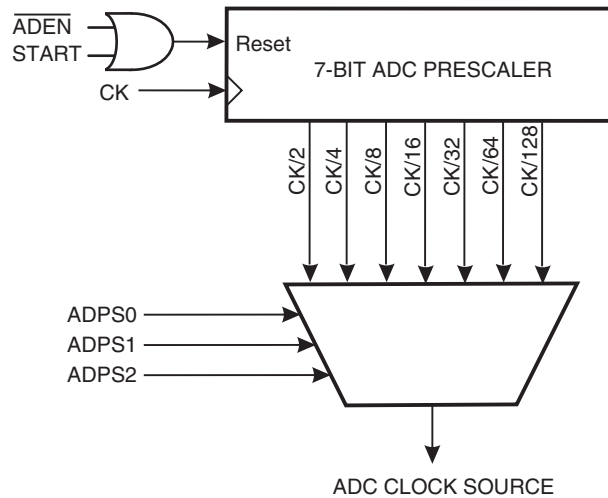 ADEN
START
Reset
7-BIT ADC PRESCALER
CK
CK/2
CK/4
CK/8
CK/16
CK/32
CK/64
CK/128
ADPS0
ADPS1
ADPS2
ADC CLOCK SOURCE